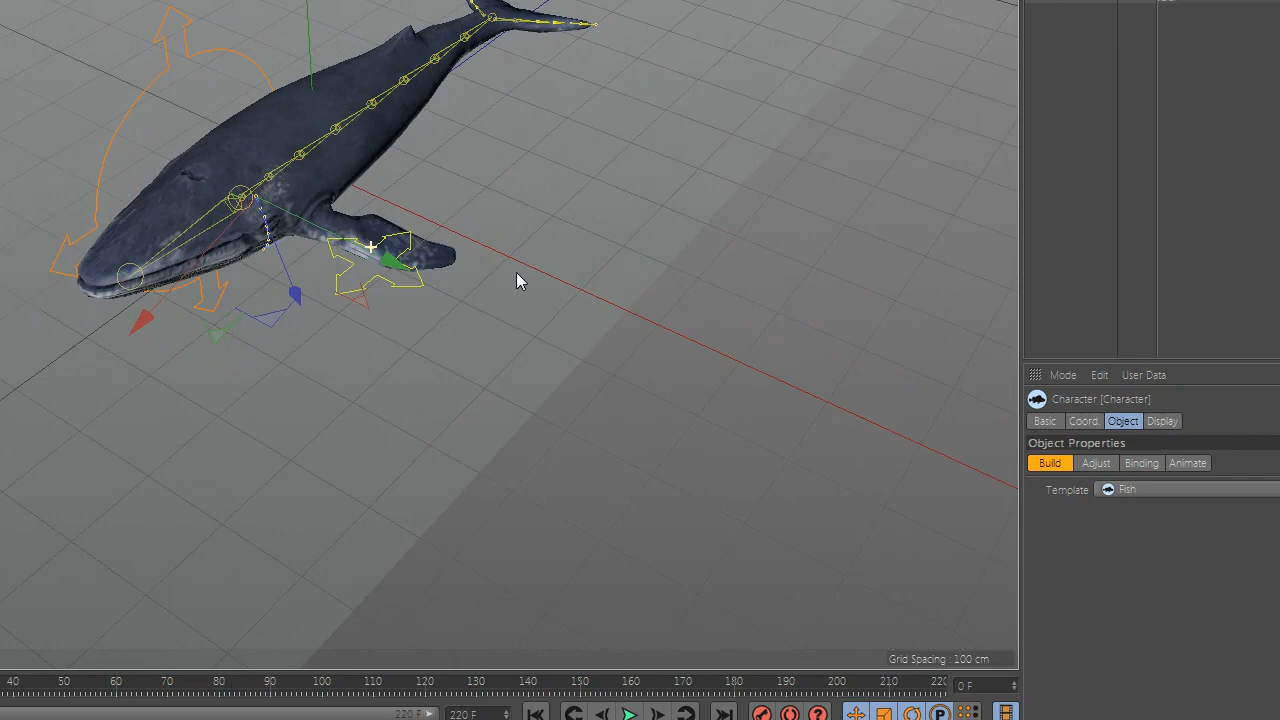 Mode Edit User Data
Character [Character]
Basic Coord. Object Display
Object Properties
Build Adjust Binding Animate
Template Fish
Grid Spacing : 100 cm
40 50 60 70 80 90 100 110 120 130 140 150 160 170 180 190 200 210 220
0 F
220 F 220 F